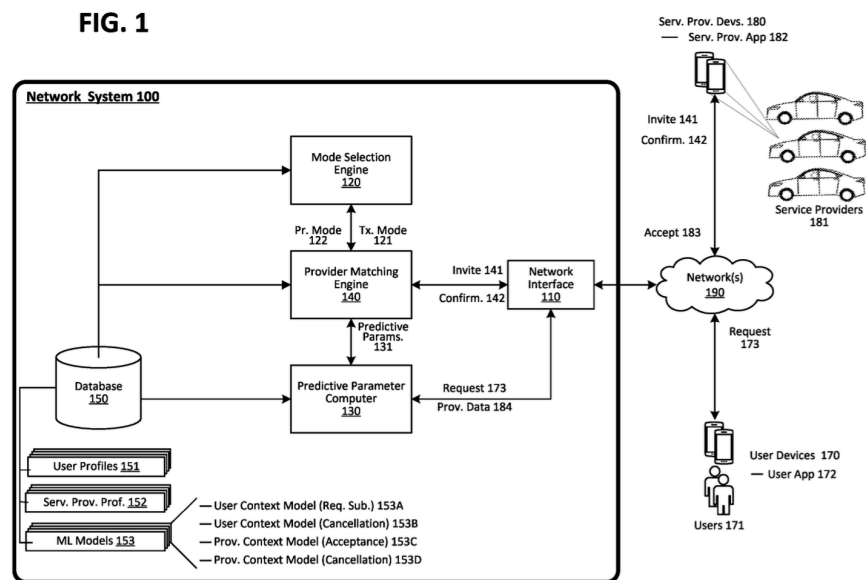 FIG. 1
Serv. Prov. Devs. 180
Serv. Prov. App 182
Network System 100
Invite 141
Confirm. 142
Mode Selection
Engine
120
Service Providers
181
Pr. Mode
122
Tx. Mode
121
Accept 183
Provider Matching
Engine
140
Invite 141
Confirm. 142
Network
Interface
110
Network(s)
190
Predictive
Params.
131
Request
173
Database
150
Predictive Parameter
Computer
130
Request 173
Prov. Data 184
User Profiles 151
User Devices 170
User App 172
Serv. Prov. Prof. 152
User Context Model (Req. Sub.) 153A
User Context Model (Cancellation) 153B
Users 171
ML Models 153
Prov. Context Model (Acceptance) 153C
Prov. Context Model (Cancellation) 153D